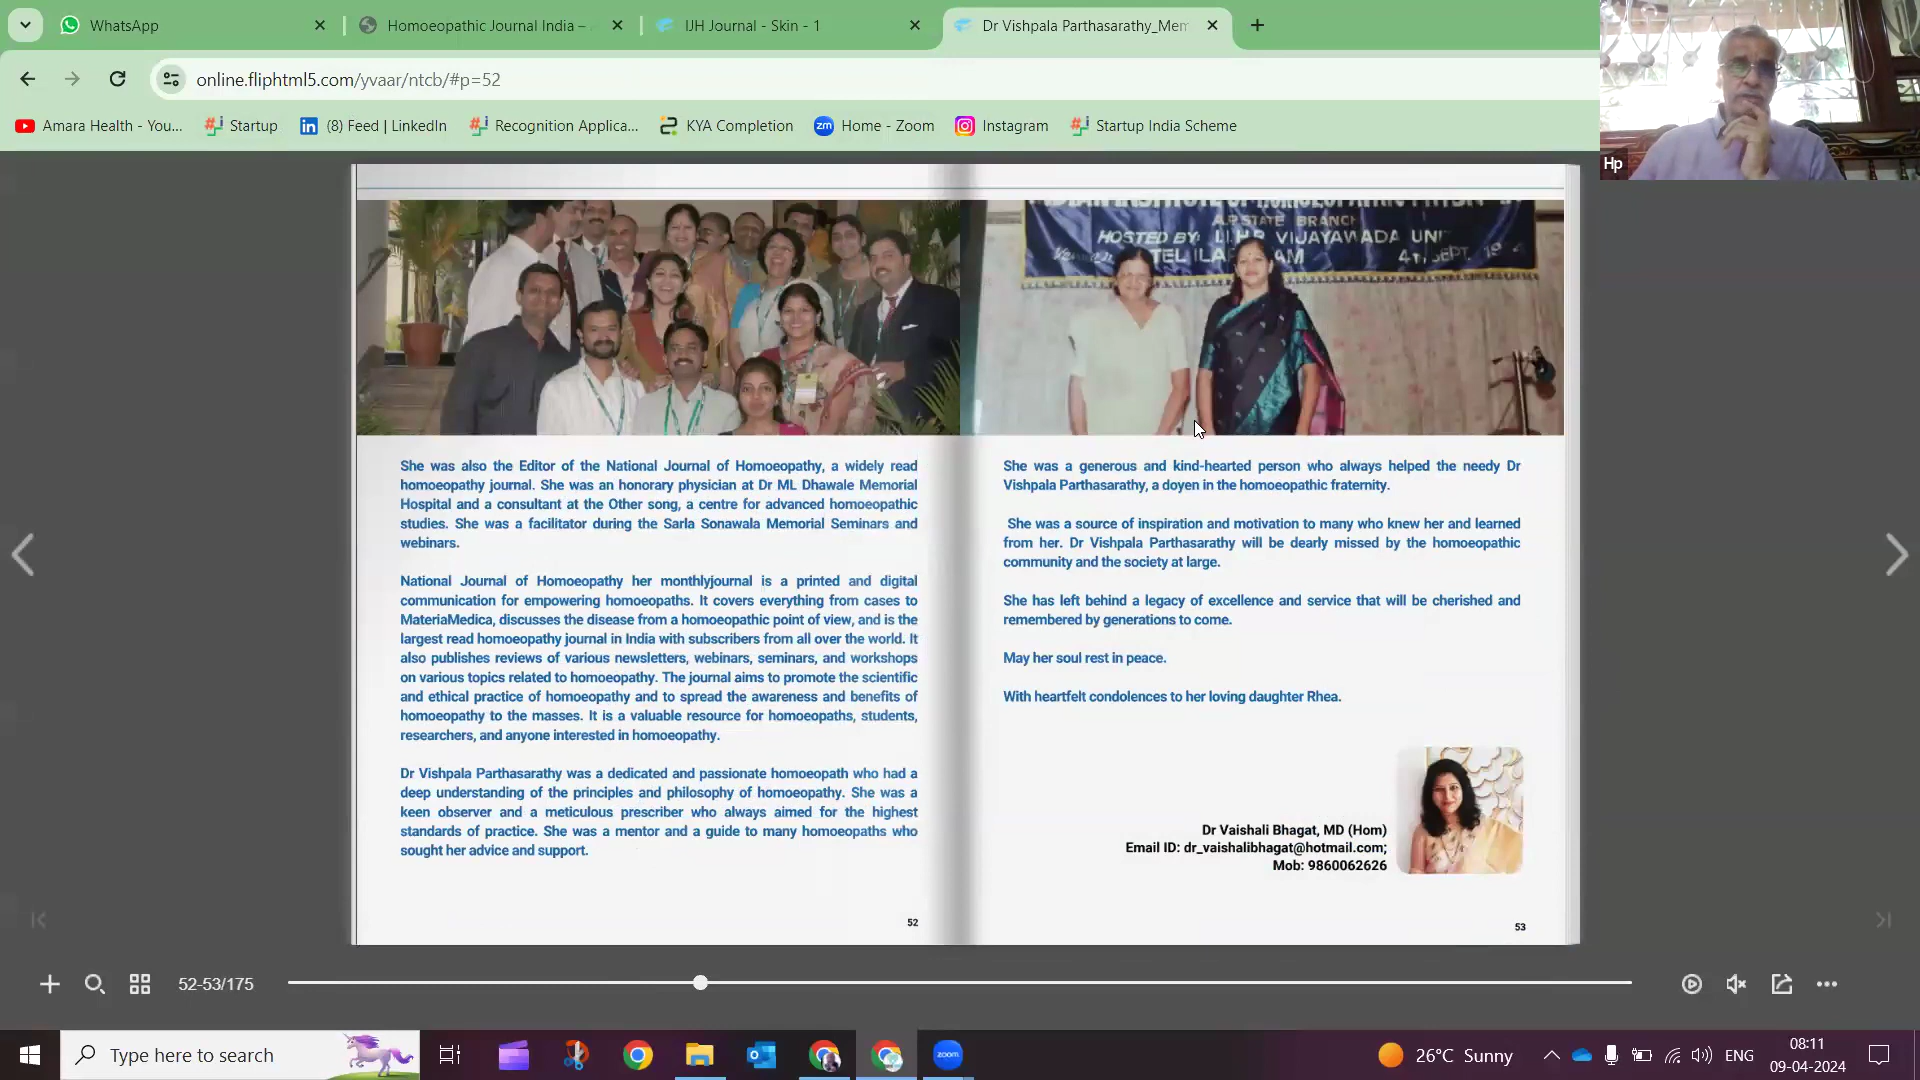 WhatsApp
Homoeopathic Journal India –
IJH Journal - Skin - 1
Dr Vishpala Parthasarathy_Mem
online.fliphtml5.com/yvaar/ntcb/#p=52
Amara Health - You...
Startup
(8) Feed | LinkedIn
Recognition Applica...
KYA Completion
Home - Zoom
Instagram
Startup India Scheme
Hp
A.P. STATE BRANCH
HOSTED BY: I.I.H.P. VIJAYAWADA UNI
4th SEPT. 19
She was also the Editor of the National Journal of Homoeopathy, a widely read
homoeopathy journal. She was an honorary physician at Dr ML Dhawale Memorial
Hospital and a consultant at the Other song, a centre for advanced homoeopathic
studies. She was a facilitator during the Sarla Sonawala Memorial Seminars and
webinars.
National Journal of Homoeopathy her monthlyjournal is a printed and digital
communication for empowering homoeopaths. It covers everything from cases to
MateriaMedica, discusses the disease from a homoeopathic point of view, and is the
largest read homoeopathy journal in India with subscribers from all over the world. It
also publishes reviews of various newsletters, webinars, seminars, and workshops
on various topics related to homoeopathy. The journal aims to promote the scientific
and ethical practice of homoeopathy and to spread the awareness and benefits of
homoeopathy to the masses. It is a valuable resource for homoeopaths, students,
researchers, and anyone interested in homoeopathy.
Dr Vishpala Parthasarathy was a dedicated and passionate homoeopath who had a
deep understanding of the principles and philosophy of homoeopathy. She was a
keen observer and a meticulous prescriber who always aimed for the highest
standards of practice. She was a mentor and a guide to many homoeopaths who
sought her advice and support.
52
She was a generous and kind-hearted person who always helped the needy Dr
Vishpala Parthasarathy, a doyen in the homoeopathic fraternity.
She was a source of inspiration and motivation to many who knew her and learned
from her. Dr Vishpala Parthasarathy will be dearly missed by the homoeopathic
community and the society at large.
She has left behind a legacy of excellence and service that will be cherished and
remembered by generations to come.
May her soul rest in peace.
With heartfelt condolences to her loving daughter Rhea.
Dr Vaishali Bhagat, MD (Hom)
Email ID: dr_vaishalibhagat@hotmail.com;
Mob: 9860062626
53
52-53/175
Type here to search
zoom
26°C Sunny
ENG
08:11
09-04-2024